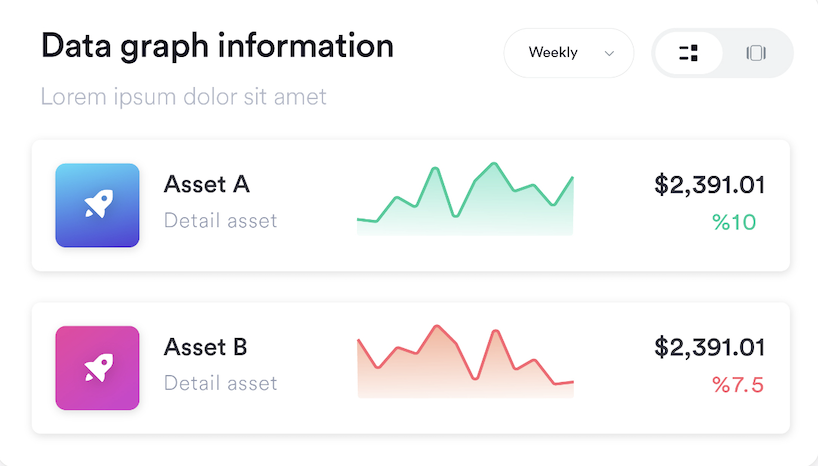 Data graph information
Weekly
Lorem ipsum dolor sit amet
Asset A
$2,391.01
Detail asset
%10
Asset B
$2,391.01
Detail asset
%7.5